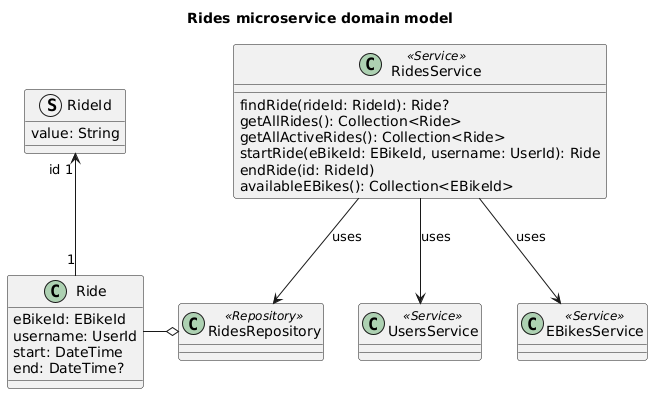 Rides microservice domain model
S RideId
value: String
C «Service»
RidesService
findRide(rideId: RideId): Ride?
getAllRides(): Collection<Ride>
getAllActiveRides(): Collection<Ride>
startRide(eBikeId: EBikeId, username: UserId): Ride
endRide(id: RideId)
availableEBikes(): Collection<EBikeId>
id 1
1
uses
uses
uses
C Ride
eBikeId: EBikeId
username: UserId
start: DateTime
end: DateTime?
C «Repository»
RidesRepository
C «Service»
UsersService
C «Service»
EBikesService